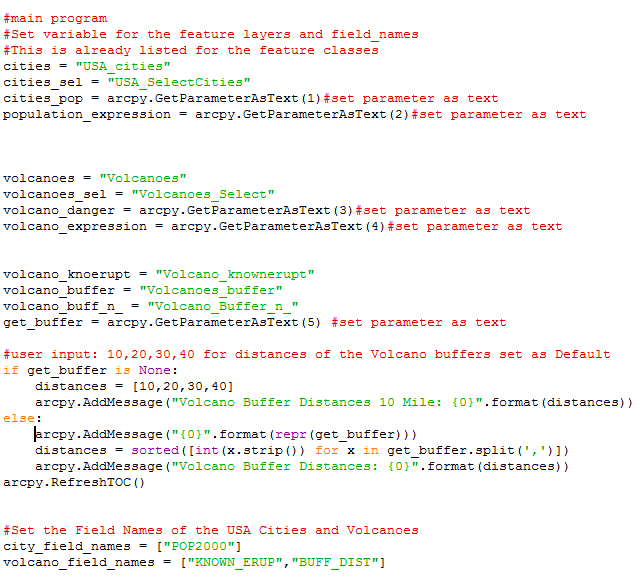 #main program
#Set variable for the feature layers and field_names
#This is already listed for the feature classes
cities = "USA_cities"
cities_sel = "USA_SelectCities"
cities_pop = arcpy.GetParameterAsText(1)#set parameter as text
population_expression = arcpy.GetParameterAsText(2)#set parameter as text
volcanoes = "Volcanoes"
volcanoes_sel = "Volcanoes_Select"
volcano_danger = arcpy.GetParameterAsText(3)#set parameter as text
volcano_expression = arcpy.GetParameterAsText(4)#set parameter as text
volcano_knoerupt = "Volcano_knownerupt"
volcano_buffer = "Volcanoes_buffer"
volcano_buff_n_ = "Volcano_Buffer_n_"
get_buffer = arcpy.GetParameterAsText(5) #set parameter as text
#user input: 10,20,30,40 for distances of the Volcano buffers set as Default
if get_buffer is None:
    distances = [10,20,30,40]
    arcpy.AddMessage("Volcano Buffer Distances 10 Mile: {0}".format(distances))
else:
    arcpy.AddMessage("{0}".format(repr(get_buffer)))
    distances = sorted([int(x.strip()) for x in get_buffer.split(',')])
    arcpy.AddMessage("Volcano Buffer Distances: {0}".format(distances))
arcpy.RefreshTOC()
#Set the Field Names of the USA Cities and Volcanoes
city_field_names = ["POP2000"]
volcano_field_names = ["KNOWN_ERUP","BUFF_DIST"]